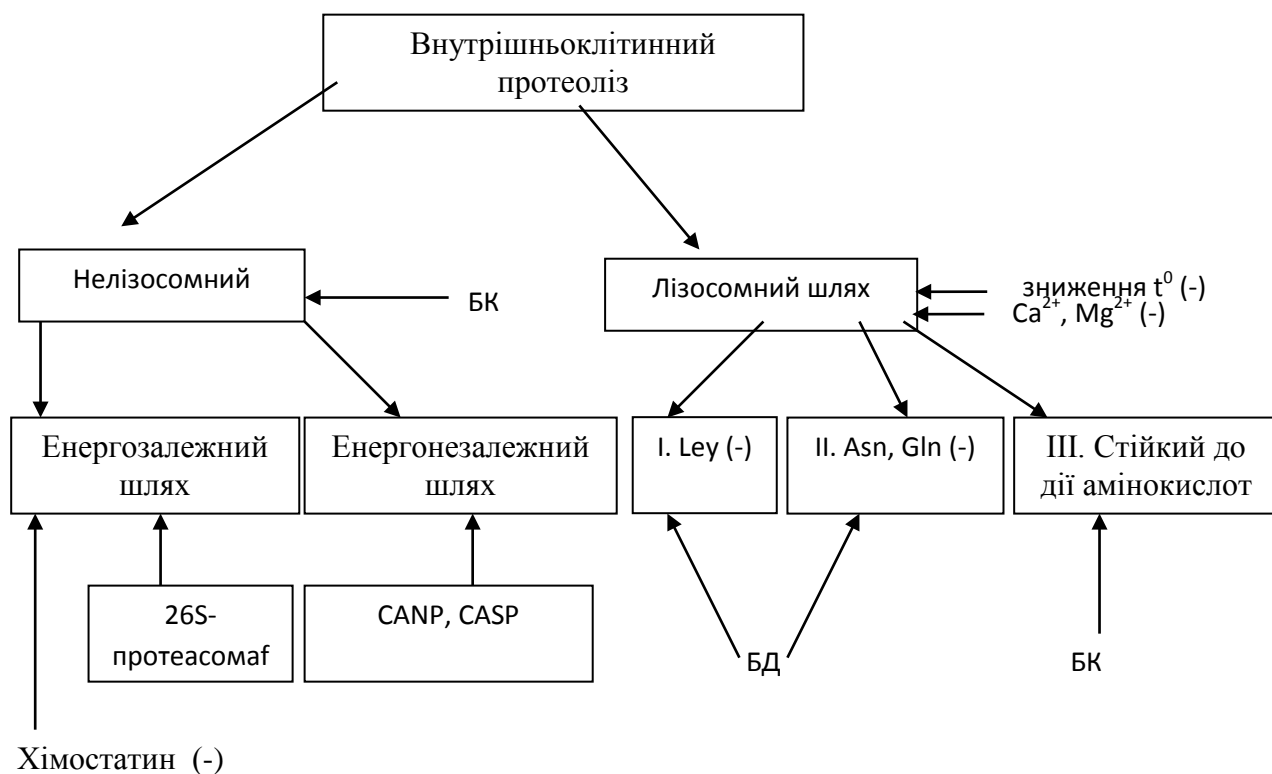 Внутрішньоклітинний
протеоліз
Нелізосомний
БК
Лізосомний шлях
зниження t⁰ (-)
Ca²⁺, Mg²⁺ (-)
Енергозалежний
шлях
Енергонезалежний
шлях
I. Ley (-)
II. Asn, Gln (-)
III. Стійкий до
дії амінокислот
26S-
протеасомаf
CANP, CASP
БД
БК
Хімостатин (-)